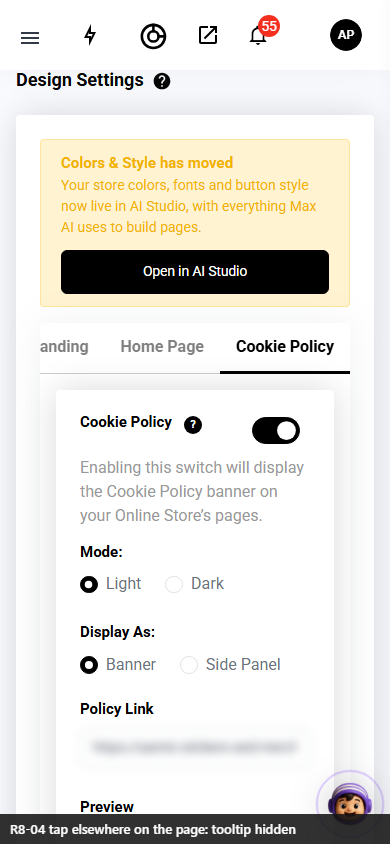 55
AP
Design Settings ?
Colors & Style has moved
Your store colors, fonts and button style
now live in AI Studio, with everything Max
AI uses to build pages.
Open in AI Studio
anding Home Page Cookie Policy
Cookie Policy ?
Enabling this switch will display
the Cookie Policy banner on
your Online Store's pages.
Mode:
Light Dark
Display As:
Banner Side Panel
Policy Link
Preview
R8-04 tap elsewhere on the page: tooltip hidden